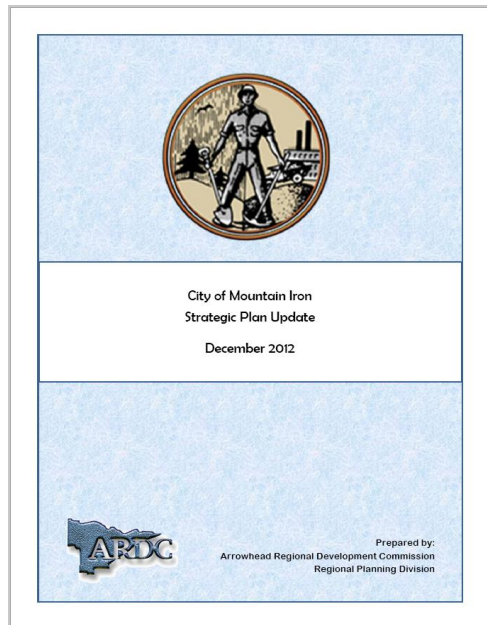 City of Mountain Iron
Strategic Plan Update
December 2012
ARDC
Prepared by:
Arrowhead Regional Development Commission
Regional Planning Division